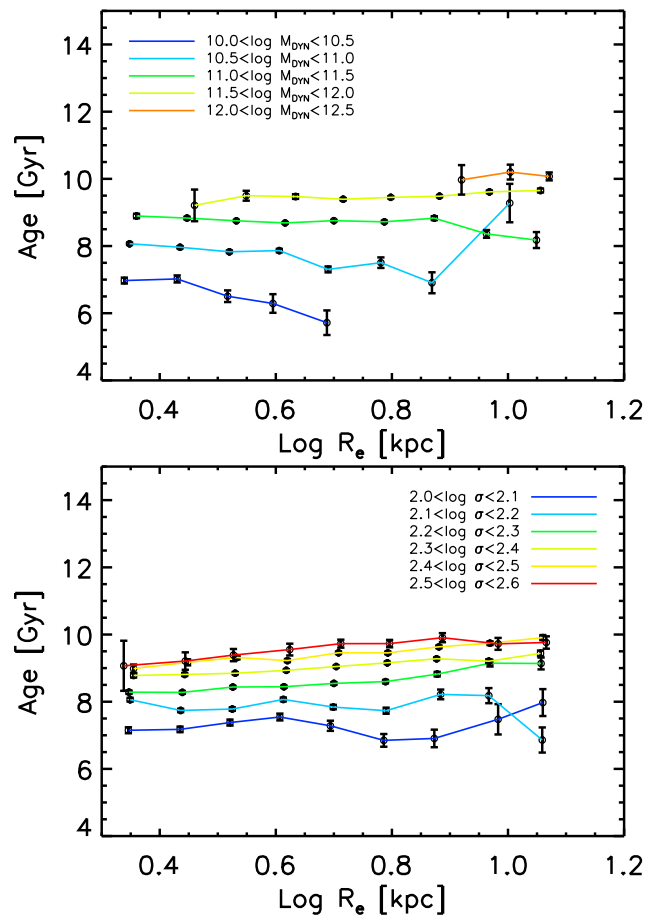 14
12
10
8
6
4
Age [Gyr]
10.0<log M_DYN<10.5
10.5<log M_DYN<11.0
11.0<log M_DYN<11.5
11.5<log M_DYN<12.0
12.0<log M_DYN<12.5
0.4 0.6 0.8 1.0 1.2
Log R_e [kpc]
14
12
10
8
6
4
Age [Gyr]
2.0<log σ<2.1
2.1<log σ<2.2
2.2<log σ<2.3
2.3<log σ<2.4
2.4<log σ<2.5
2.5<log σ<2.6
0.4 0.6 0.8 1.0 1.2
Log R_e [kpc]